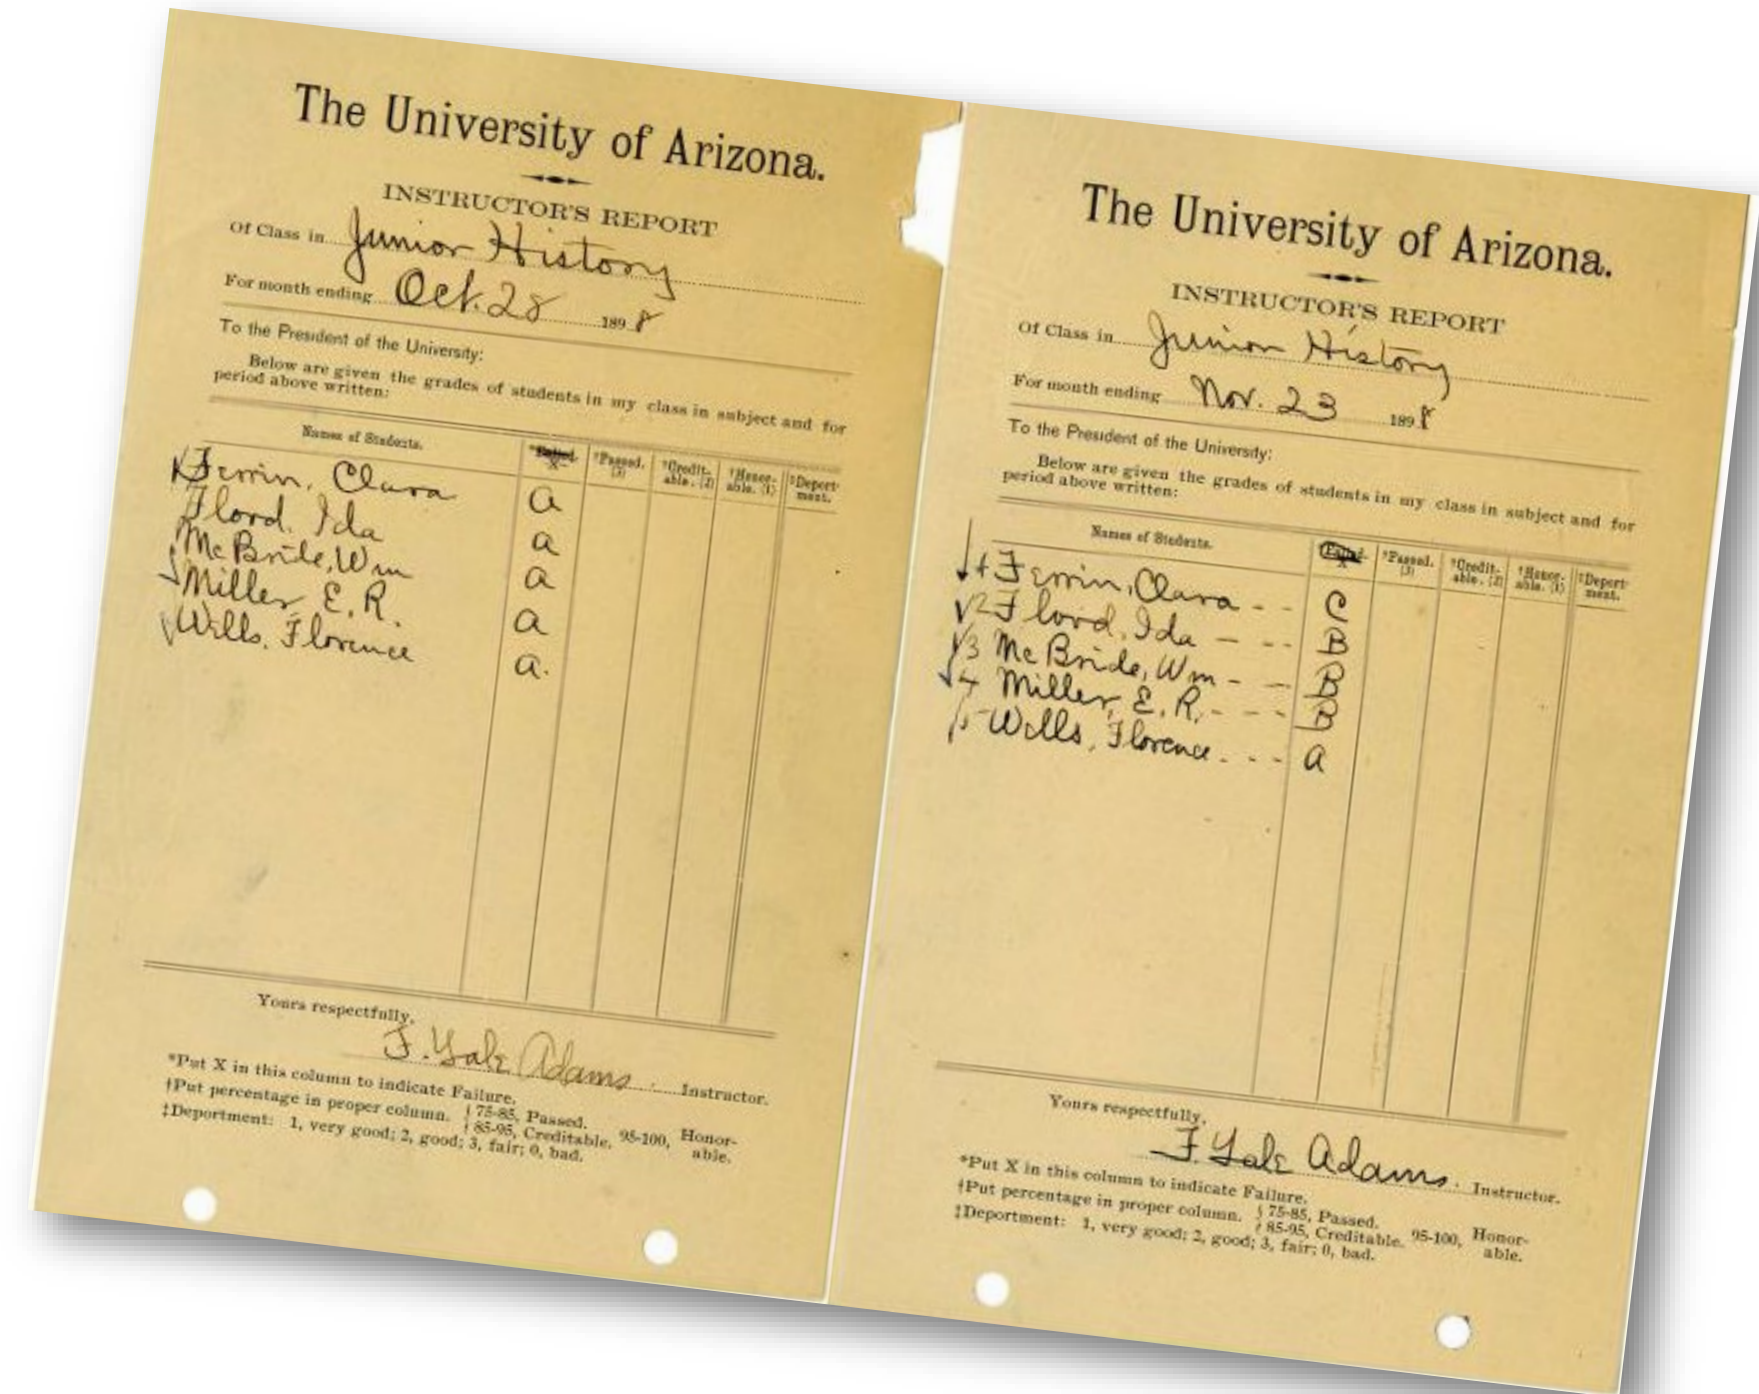 The University of Arizona.
INSTRUCTOR'S REPORT
Of Class in Junior History
For month ending Oct. 28 1898
To the President of the University:
Below are given the grades of students in my class in subject and for
period above written:
Names of Students. *Failed. X †Passed. (3) †Credit- able. (2) †Honor- able. (1) ‡Deport- ment.
Ferrin, Clara a
Flord, Ida a
McBride, Wm a
Miller, E. R. a
Wells, Florence a.
Yours respectfully,
F. Yale Adams. Instructor.
*Put X in this column to indicate Failure.
†Put percentage in proper column. { 75-85, Passed. 95-100, Honor-
{ 85-95, Creditable. able.
‡Deportment: 1, very good; 2, good; 3, fair; 0, bad.
The University of Arizona.
INSTRUCTOR'S REPORT
Of Class in Junior History
For month ending Nov. 23 1898
To the President of the University:
Below are given the grades of students in my class in subject and for
period above written:
Names of Students. *Failed. X †Passed. (3) †Credit- able. (2) †Honor- able. (1) ‡Deport- ment.
1 Ferrin, Clara - - C
2 Flord, Ida - - - B
3 McBride, Wm - - B
4 Miller, E. R. - - - B
5 Wells, Florence - - - a
Yours respectfully,
F. Yale Adams. Instructor.
*Put X in this column to indicate Failure.
†Put percentage in proper column. { 75-85, Passed. 95-100, Honor-
{ 85-95, Creditable. able.
‡Deportment: 1, very good; 2, good; 3, fair; 0, bad.